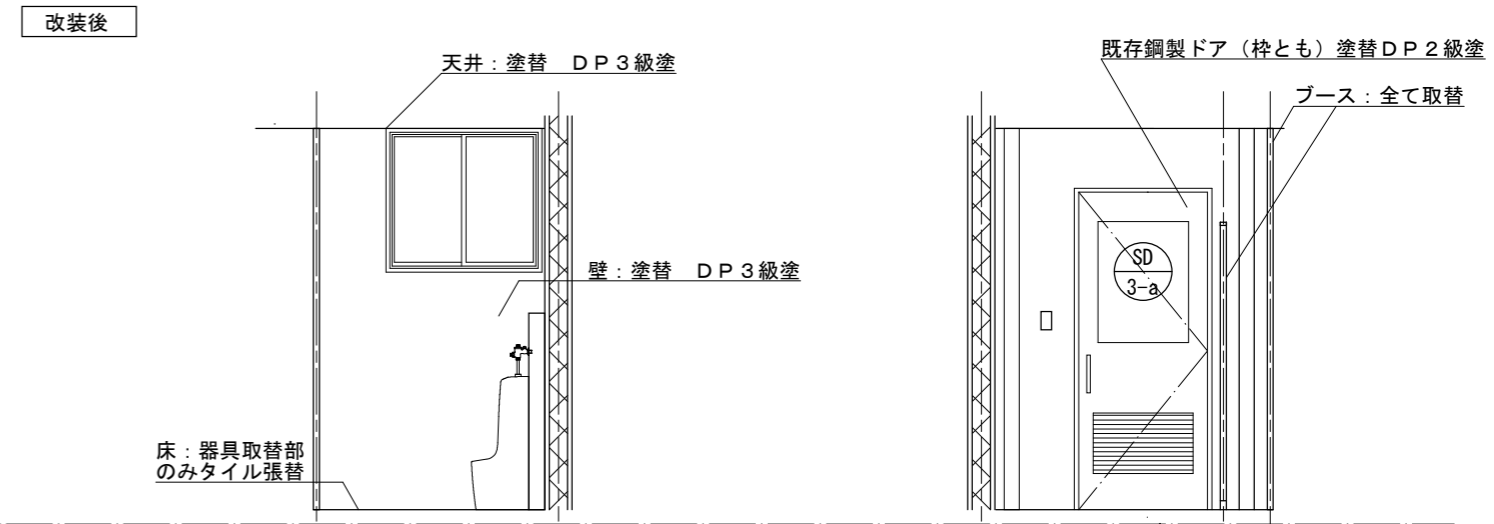 改装後
天井：塗替　ＤＰ３級塗
既存鋼製ドア（枠とも）塗替ＤＰ２級塗
ブース：全て取替
SD
3-a
壁：塗替　ＤＰ３級塗
床：器具取替部
のみタイル張替